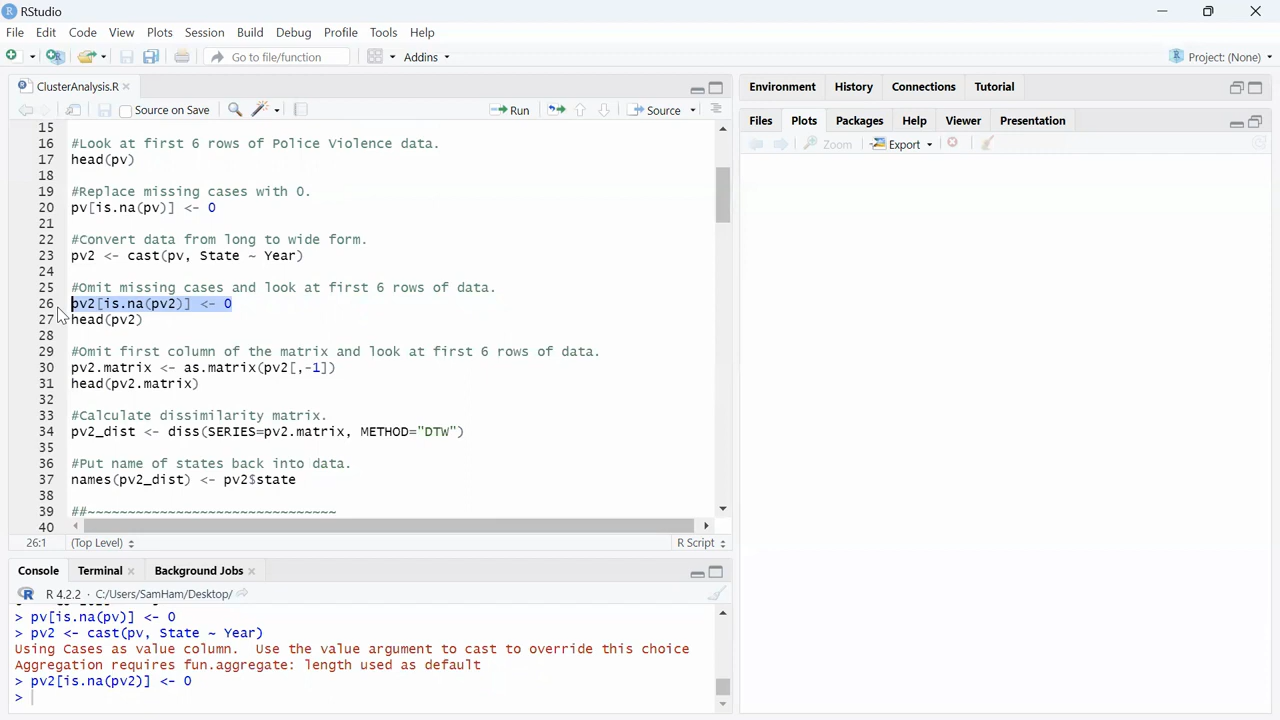 RStudio
File Edit Code View Plots Session Build Debug Profile Tools Help
Go to file/function Addins Project: (None)
ClusterAnalysis.R
Source on Save Run Source
15
16 #Look at first 6 rows of Police Violence data.
17 head(pv)
18
19 #Replace missing cases with 0.
20 pv[is.na(pv)] <- 0
21
22 #Convert data from long to wide form.
23 pv2 <- cast(pv, State ~ Year)
24
25 #Omit missing cases and look at first 6 rows of data.
26 pv2[is.na(pv2)] <- 0
27 head(pv2)
28
29 #Omit first column of the matrix and look at first 6 rows of data.
30 pv2.matrix <- as.matrix(pv2[,-1])
31 head(pv2.matrix)
32
33 #Calculate dissimilarity matrix.
34 pv2_dist <- diss(SERIES=pv2.matrix, METHOD="DTW")
35
36 #Put name of states back into data.
37 names(pv2_dist) <- pv2$state
38
39 ##~~~~~~~~~~~~~~~~~~~~~~~~~~~~~~~
40
26:1 (Top Level) R Script
Console Terminal Background Jobs
R 4.2.2 · C:/Users/SamHam/Desktop/
> pv[is.na(pv)] <- 0
> pv2 <- cast(pv, State ~ Year)
Using Cases as value column.  Use the value argument to cast to override this choice
Aggregation requires fun.aggregate: length used as default
> pv2[is.na(pv2)] <- 0
>
Environment History Connections Tutorial
Files Plots Packages Help Viewer Presentation
Zoom Export